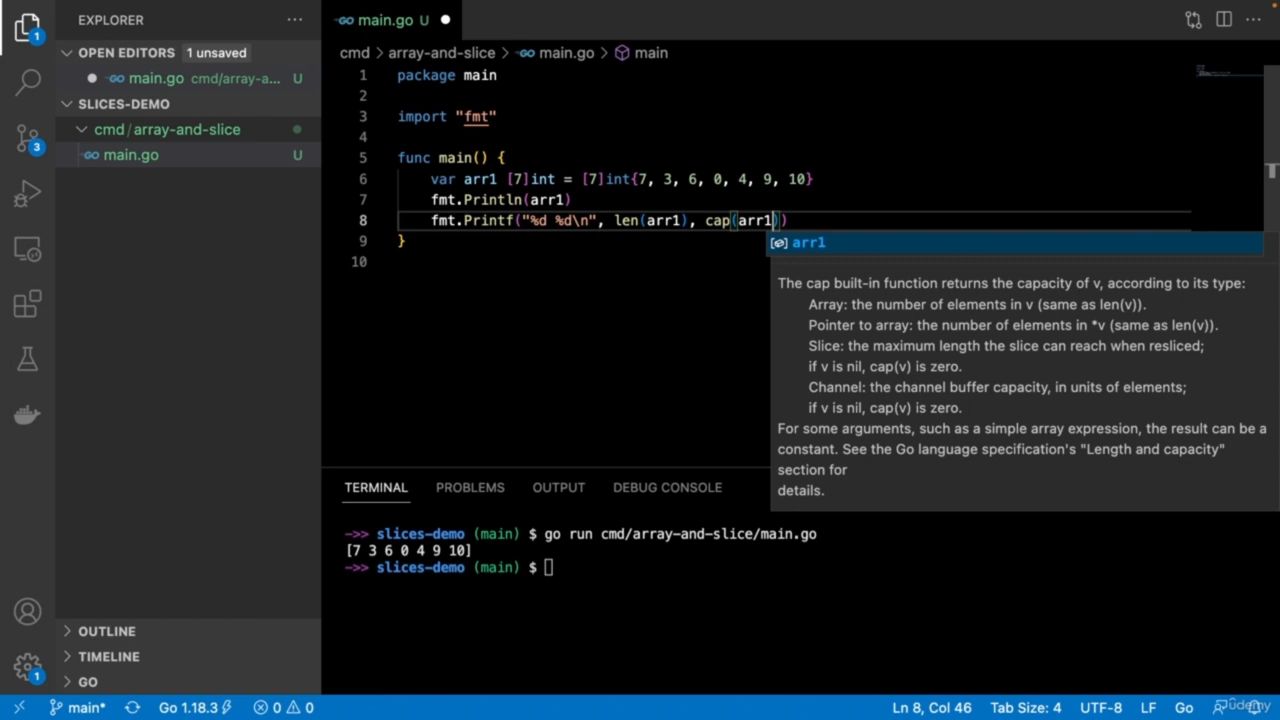 EXPLORER
OPEN EDITORS 1 unsaved
main.go cmd/array-a... U
SLICES-DEMO
cmd/array-and-slice
main.go U
OUTLINE
TIMELINE
GO
1
3
1
main.go U
cmd > array-and-slice > main.go > main
1 package main
2
3 import "fmt"
4
5 func main() {
6 var arr1 [7]int = [7]int{7, 3, 6, 0, 4, 9, 10}
7 fmt.Println(arr1)
8 fmt.Printf("%d %d\n", len(arr1), cap(arr1))
9 }
10
arr1
The cap built-in function returns the capacity of v, according to its type:
Array: the number of elements in v (same as len(v)).
Pointer to array: the number of elements in *v (same as len(v)).
Slice: the maximum length the slice can reach when resliced;
if v is nil, cap(v) is zero.
Channel: the channel buffer capacity, in units of elements;
if v is nil, cap(v) is zero.
For some arguments, such as a simple array expression, the result can be a
constant. See the Go language specification's "Length and capacity"
section for
details.
TERMINAL PROBLEMS OUTPUT DEBUG CONSOLE
->> slices-demo (main) $ go run cmd/array-and-slice/main.go
[7 3 6 0 4 9 10]
->> slices-demo (main) $
main* Go 1.18.3 0 0 Ln 8, Col 46 Tab Size: 4 UTF-8 LF Go
Udemy